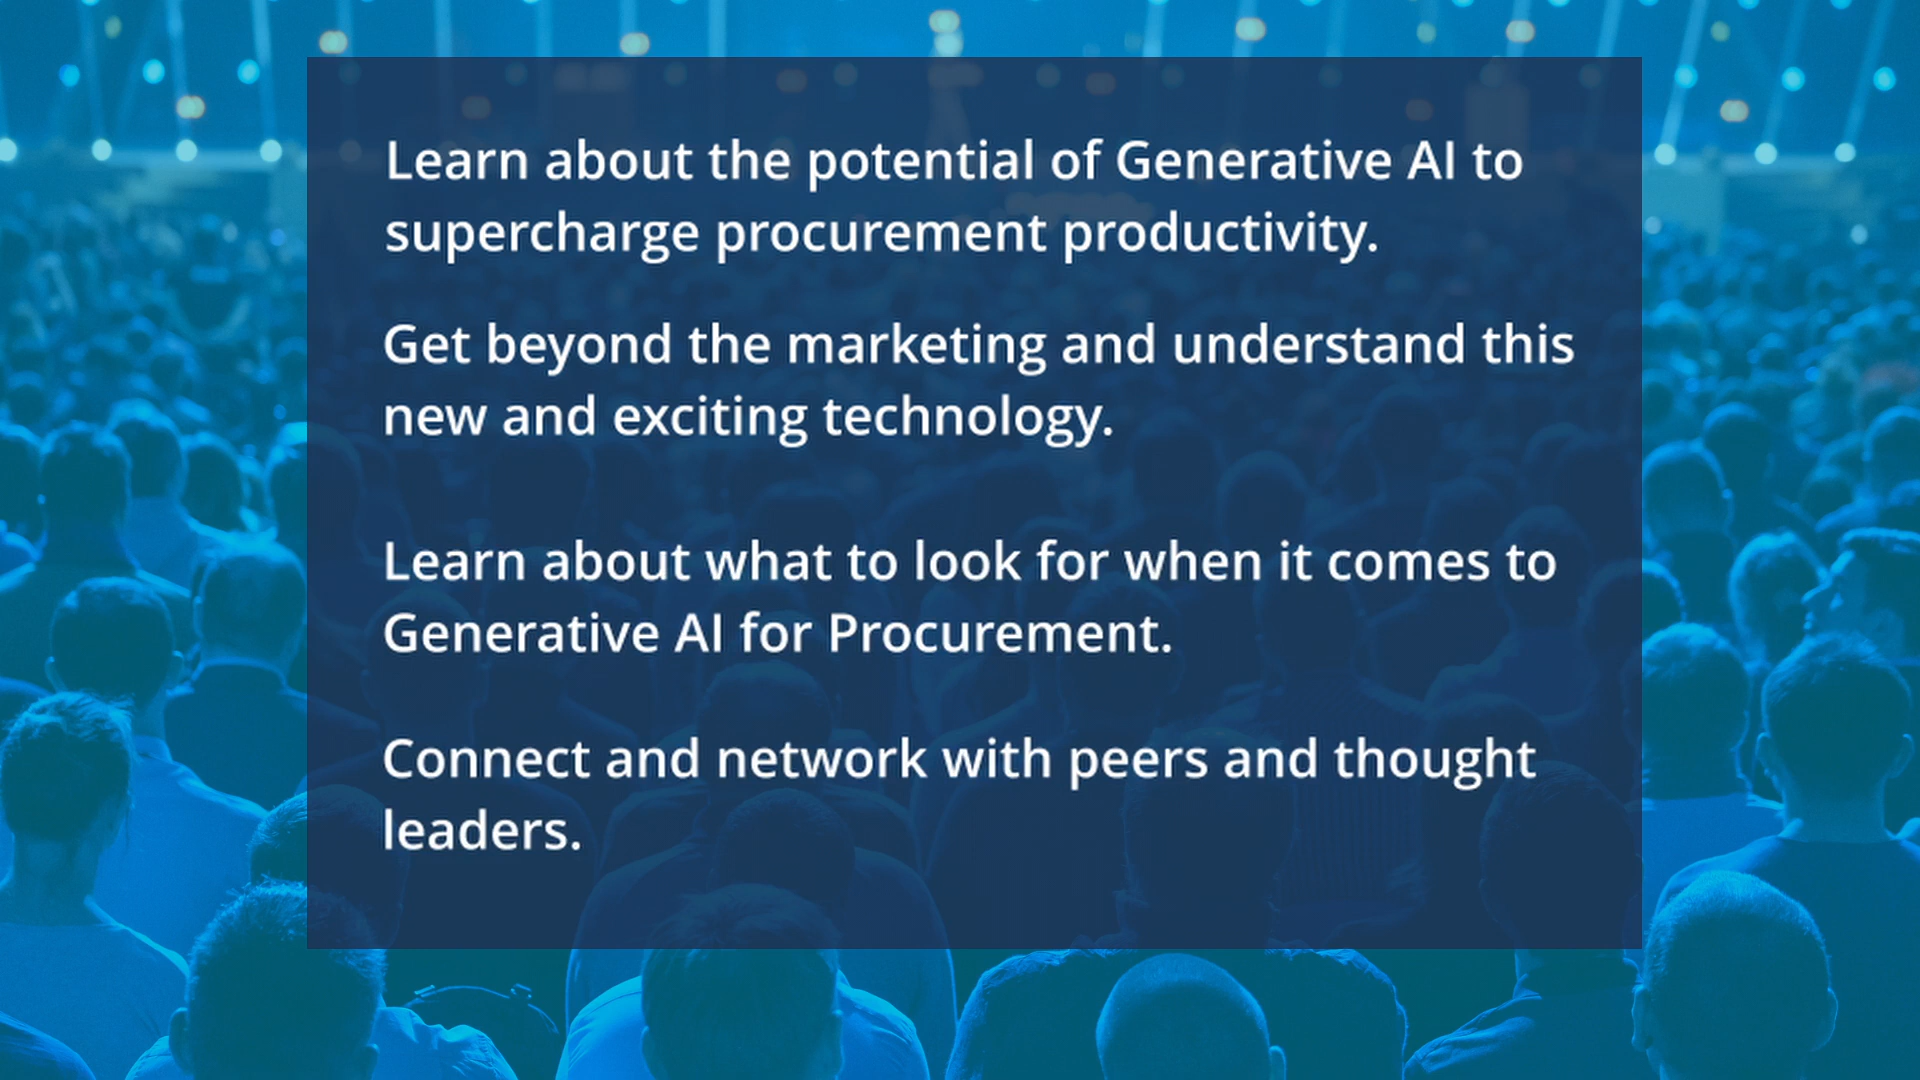 Learn about the potential of Generative AI to
supercharge procurement productivity.
Get beyond the marketing and understand this
new and exciting technology.
Learn about what to look for when it comes to
Generative AI for Procurement.
Connect and network with peers and thought
leaders.